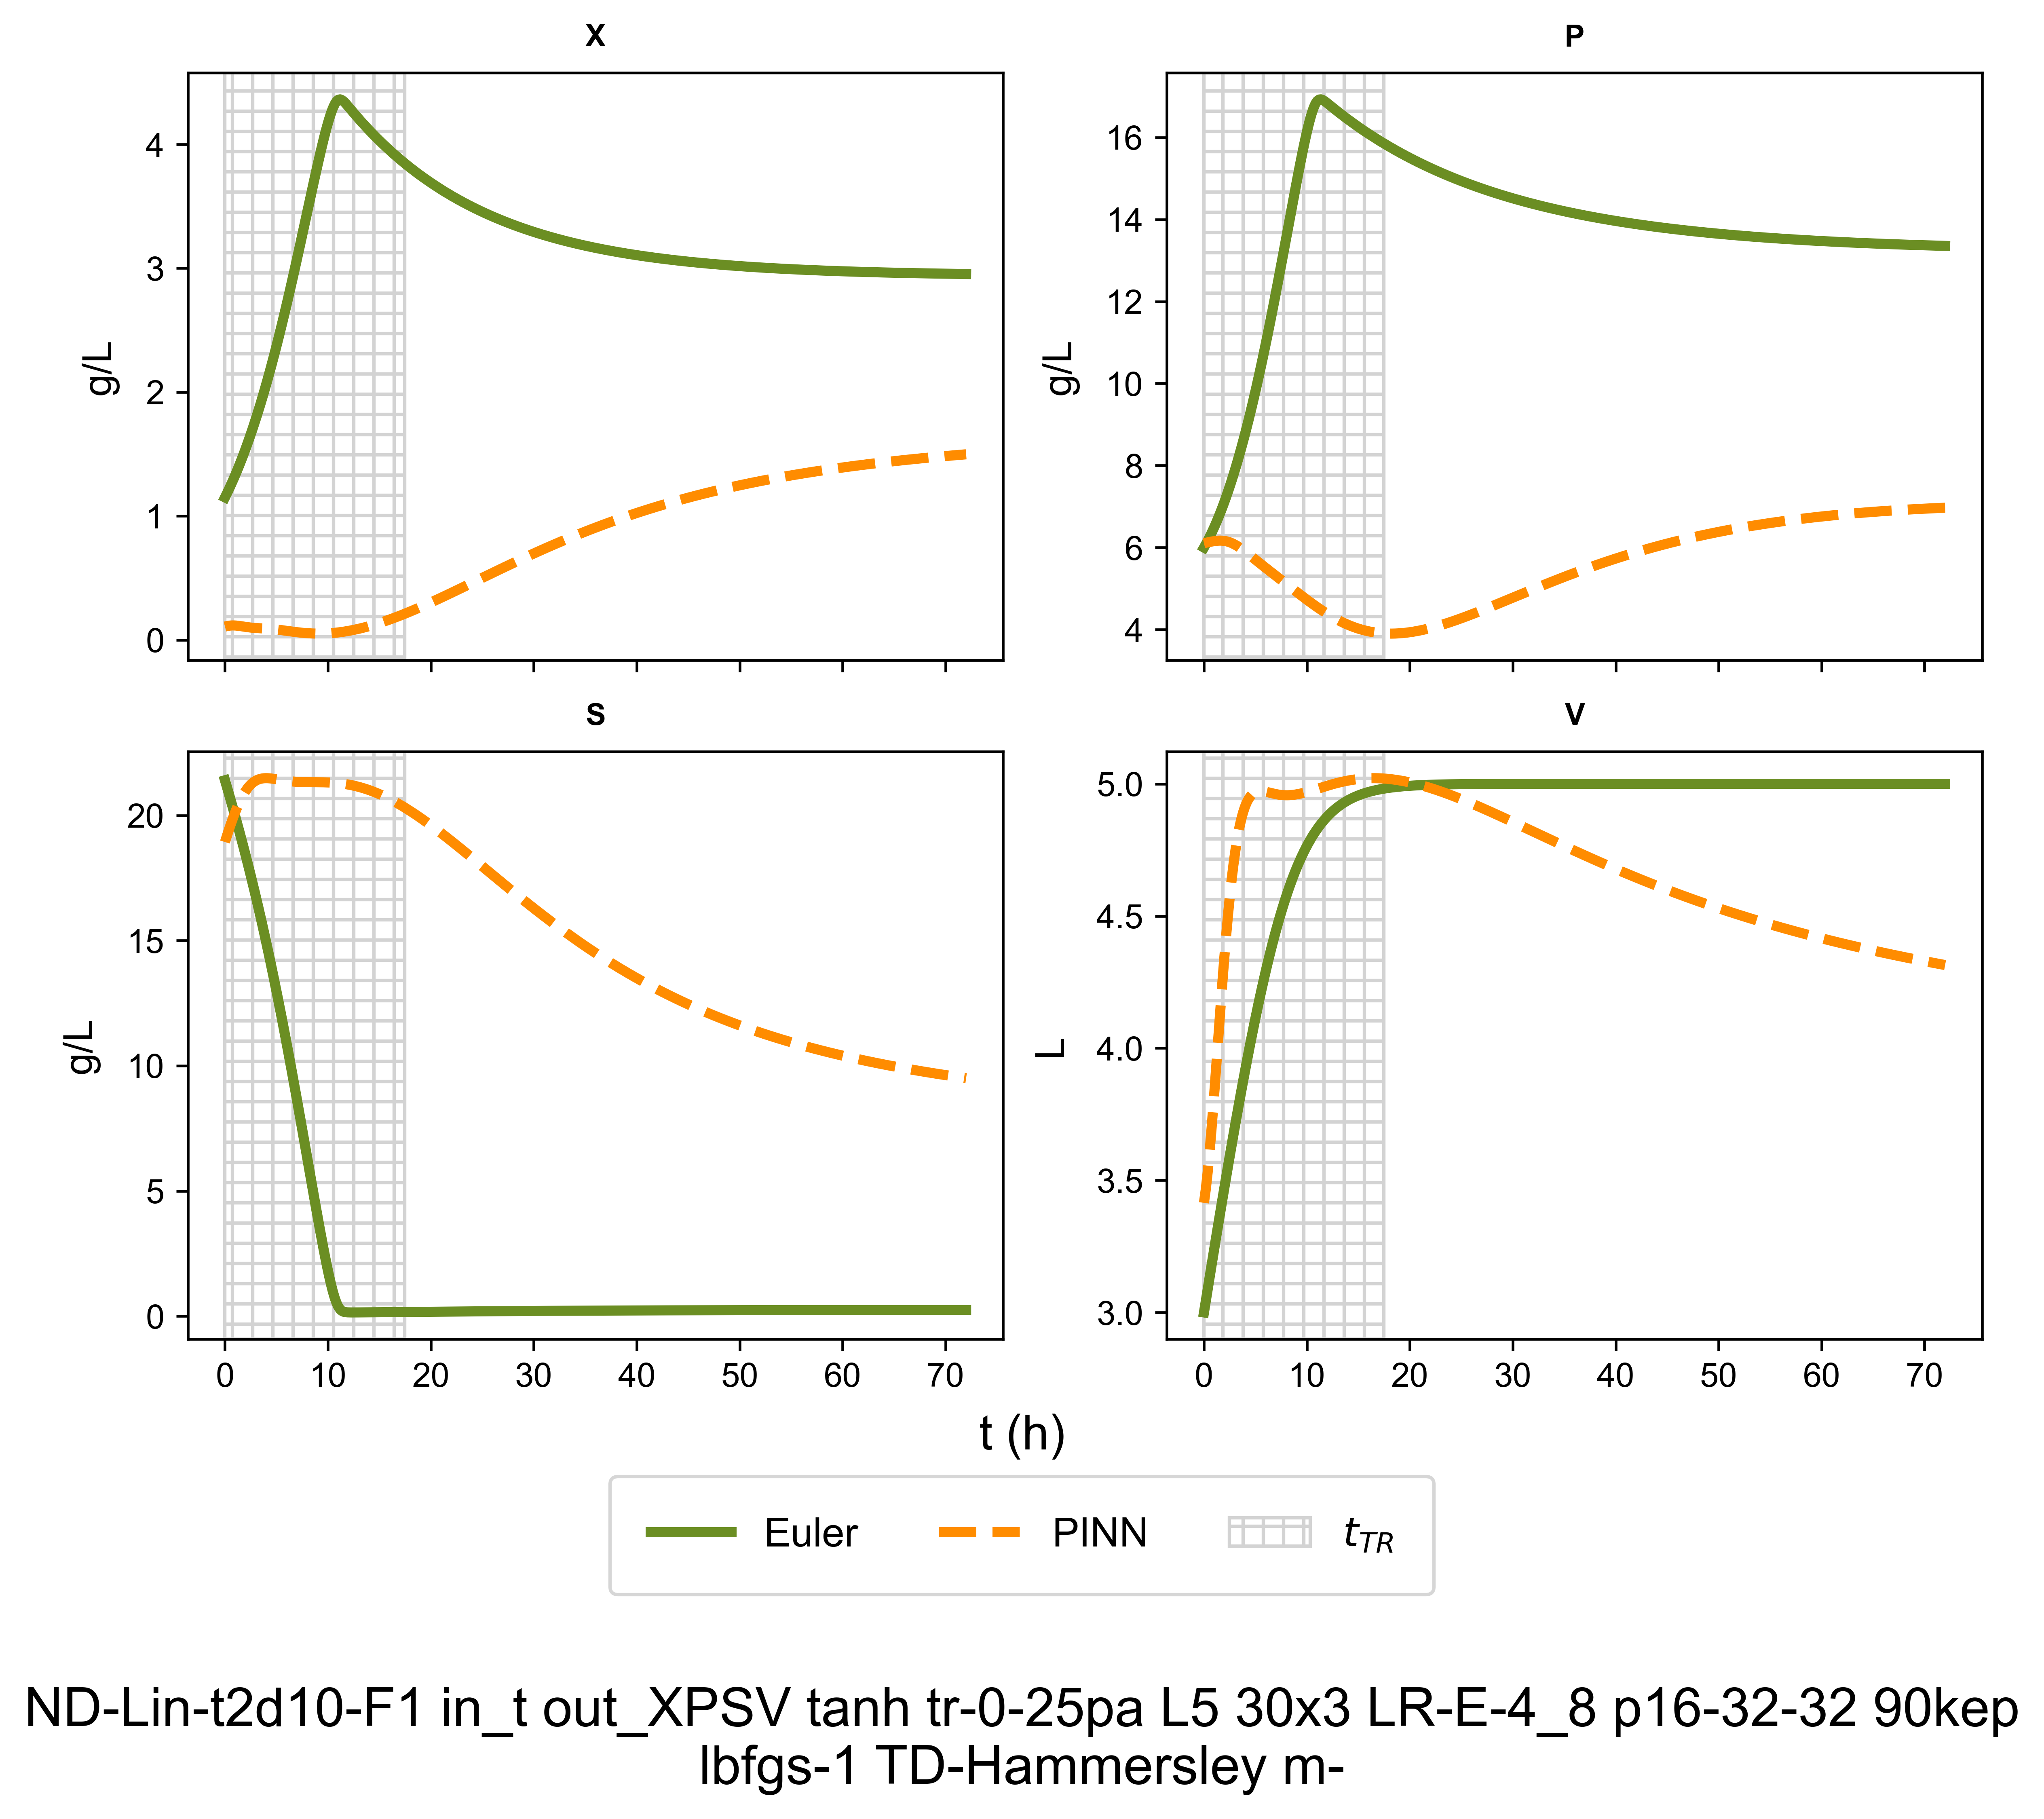 X
P
4
3
2
1
0
g/L
16
14
12
10
8
6
4
g/L
S
V
20
15
10
5
0
g/L
0 10 20 30 40 50 60 70
5.0
4.5
4.0
3.5
3.0
L
0 10 20 30 40 50 60 70
t (h)
Euler PINN t_TR
ND-Lin-t2d10-F1 in_t out_XPSV tanh tr-0-25pa L5 30x3 LR-E-4_8 p16-32-32 90kep
lbfgs-1 TD-Hammersley m-